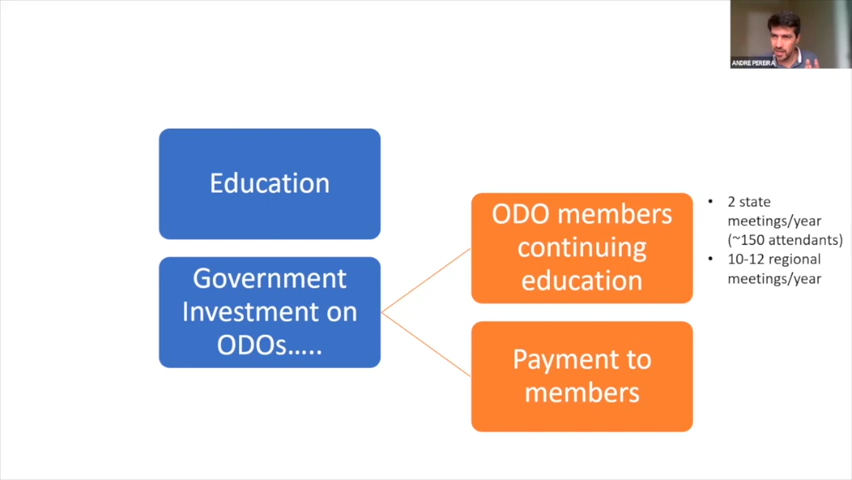 ANDRE PEREIRA
Education
Government
Investment on
ODOs.....
ODO members
continuing
education
• 2 state
meetings/year
(~150 attendants)
• 10-12 regional
meetings/year
Payment to
members